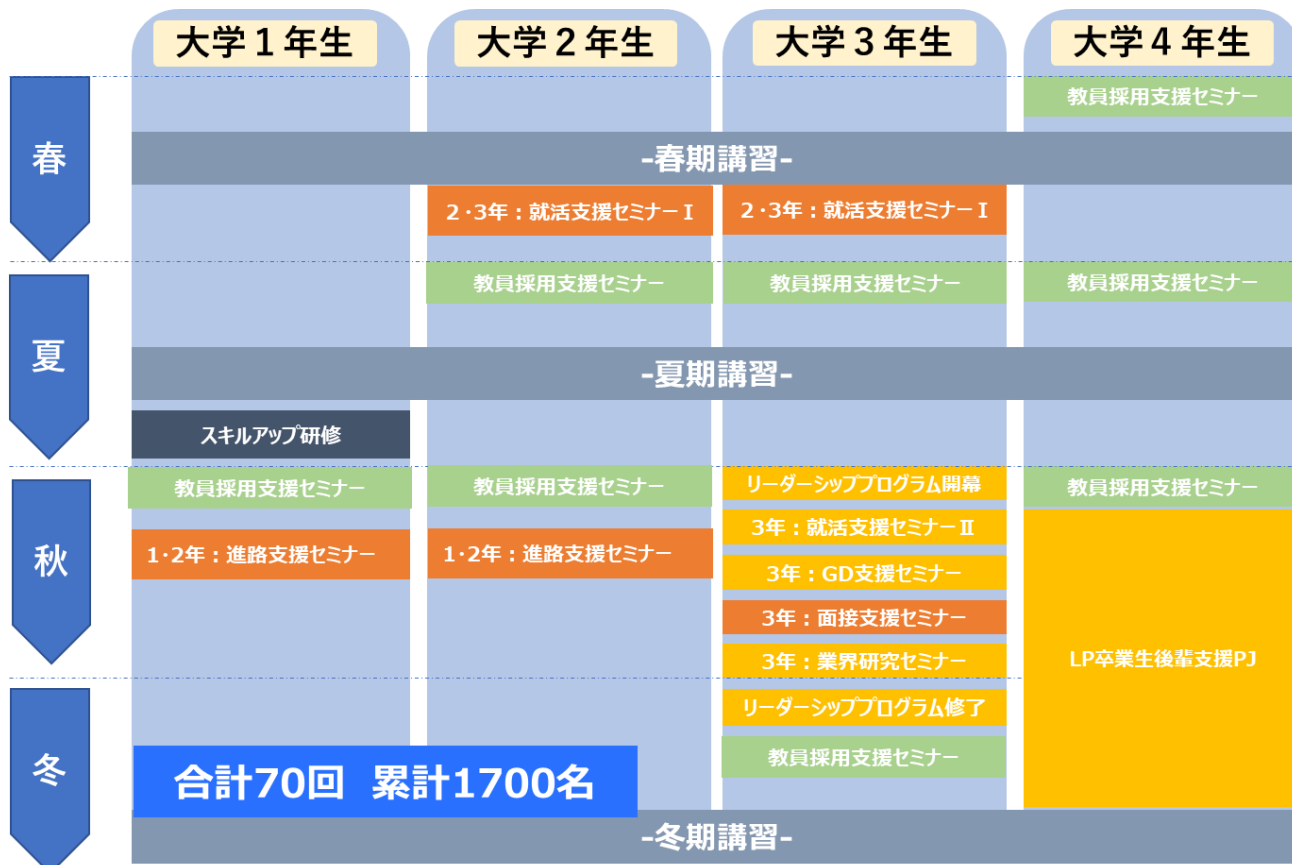 大学１年生
大学２年生
大学３年生
大学４年生
春
教員採用支援セミナー
-春期講習-
2・3年：就活支援セミナーⅠ
2・3年：就活支援セミナーⅠ
夏
教員採用支援セミナー
教員採用支援セミナー
教員採用支援セミナー
-夏期講習-
スキルアップ研修
秋
教員採用支援セミナー
教員採用支援セミナー
リーダーシッププログラム開幕
教員採用支援セミナー
1・2年：進路支援セミナー
1・2年：進路支援セミナー
3年：就活支援セミナーⅡ
3年：GD支援セミナー
3年：面接支援セミナー
3年：業界研究セミナー
LP卒業生後輩支援PJ
冬
リーダーシッププログラム修了
教員採用支援セミナー
合計70回 累計1700名
-冬期講習-